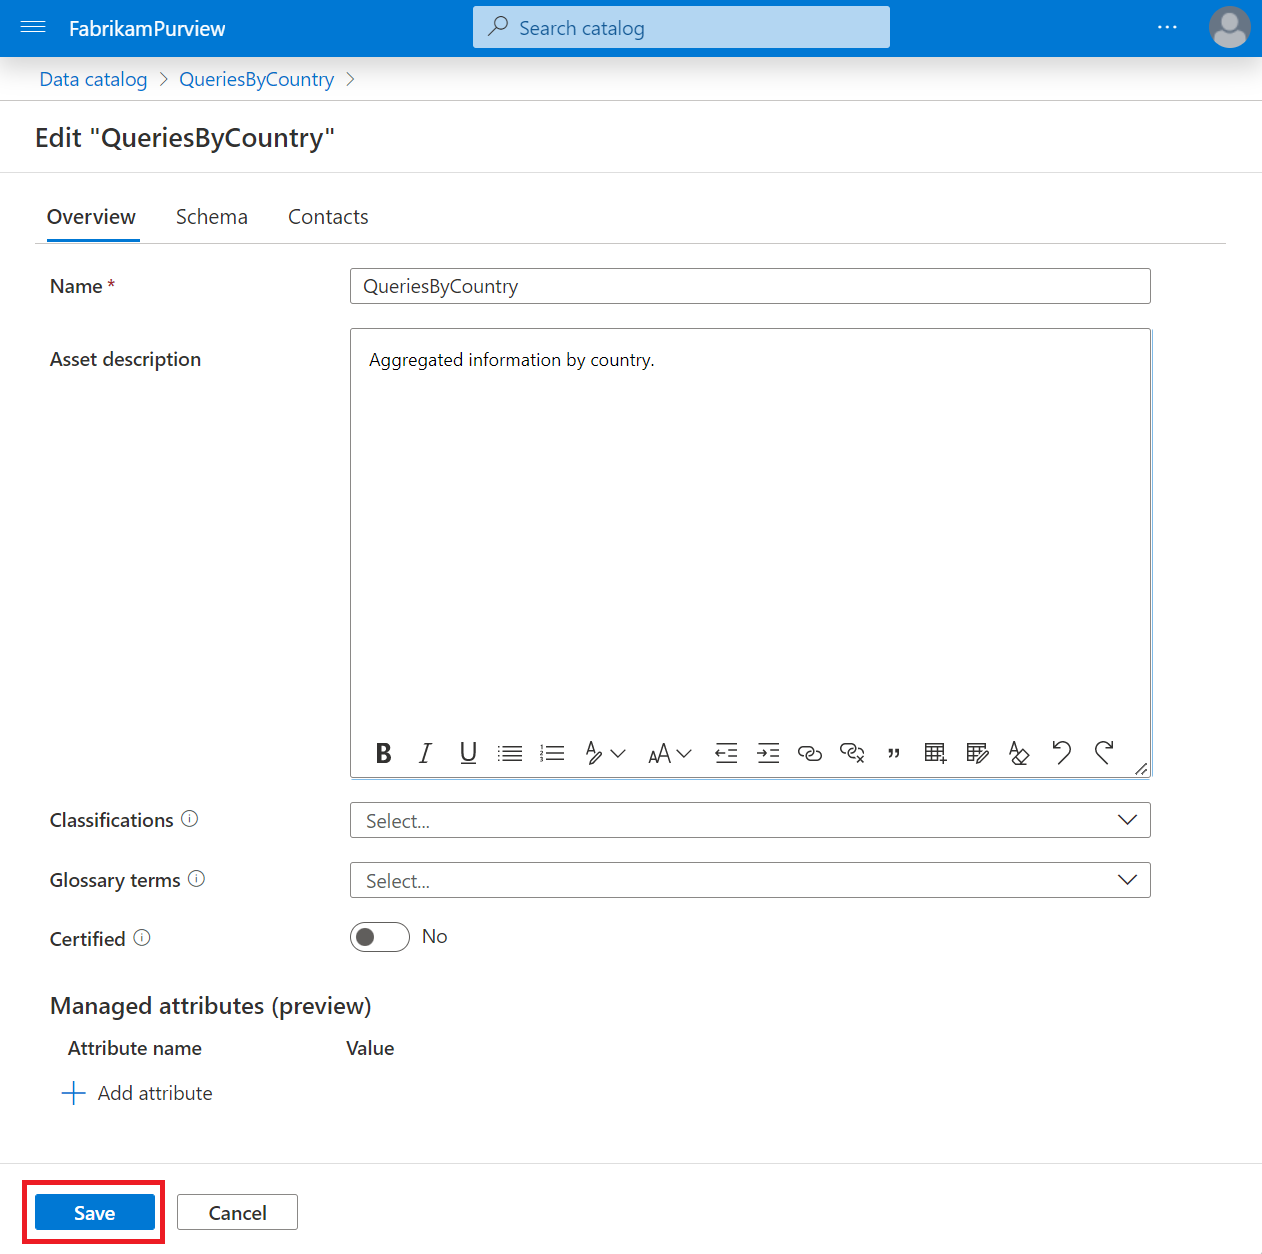 FabrikamPurview
Search catalog
Data catalog > QueriesByCountry >
Edit "QueriesByCountry"
Overview Schema Contacts
Name *
QueriesByCountry
Asset description
Aggregated information by country.
B I U
Classifications
Select...
Glossary terms
Select...
Certified
No
Managed attributes (preview)
Attribute name Value
Add attribute
Save Cancel